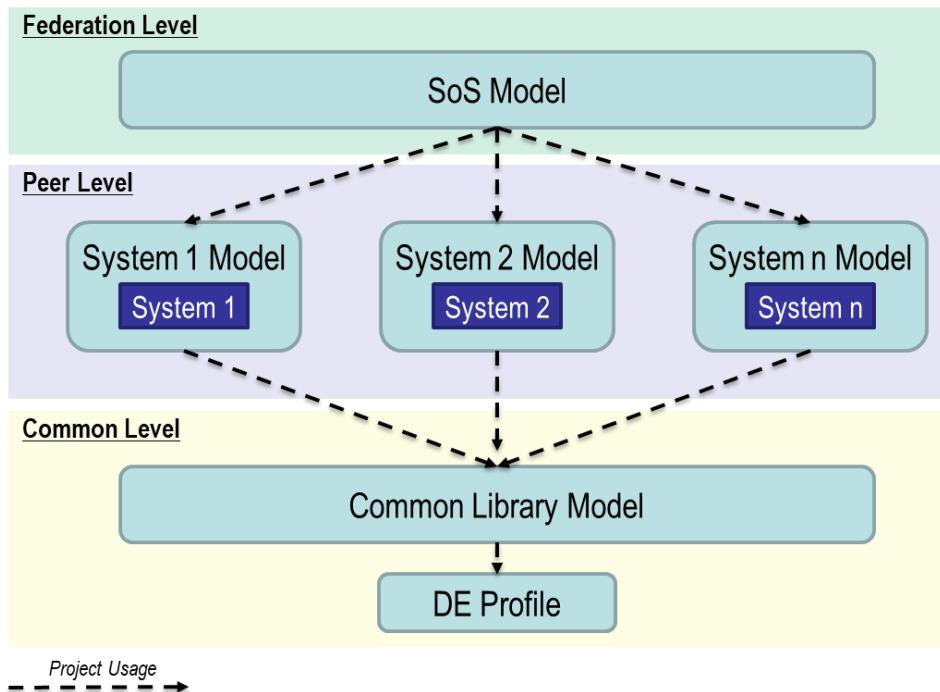 Federation Level
SoS Model
Peer Level
System 1 Model
System 1
System 2 Model
System 2
System n Model
System n
Common Level
Common Library Model
DE Profile
Project Usage